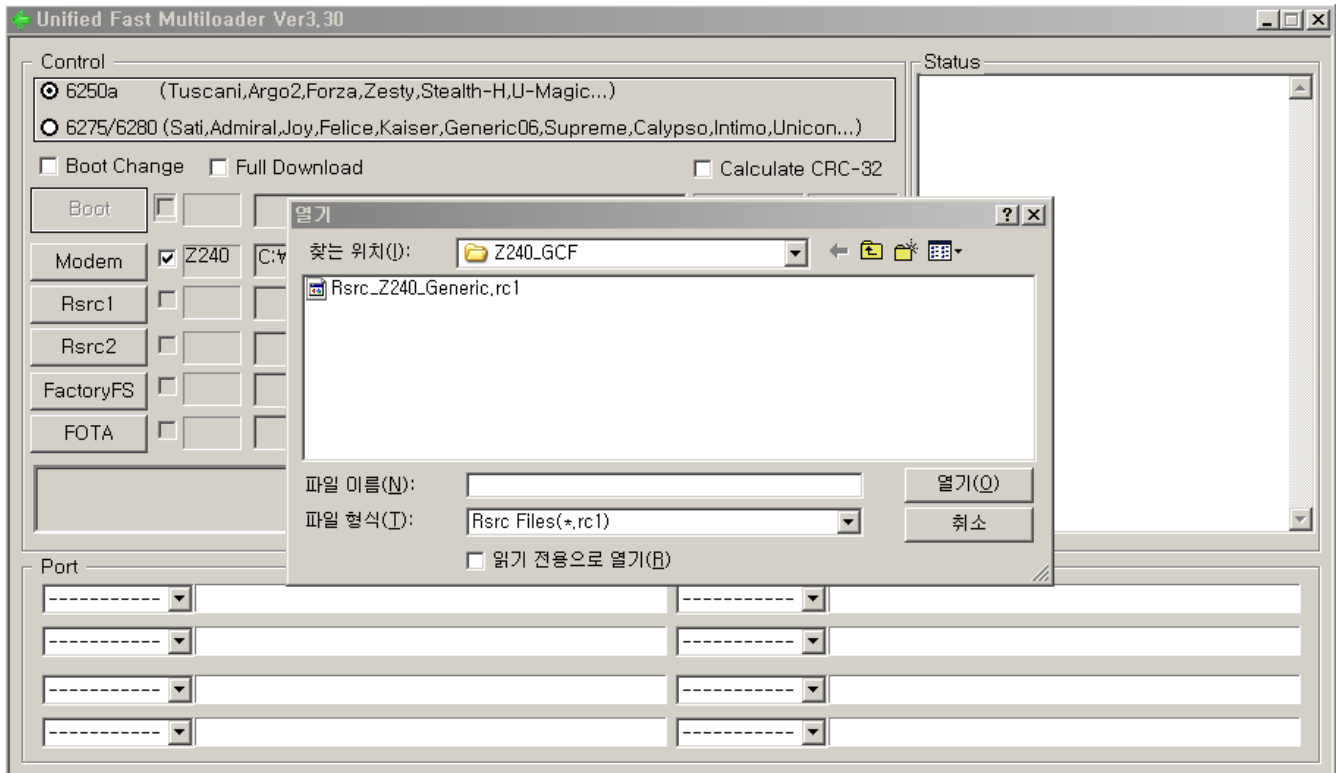 Unified Fast Multiloader Ver3.30
Control
Status
6250a (Tuscani,Argo2,Forza,Zesty,Stealth-H,U-Magic...)
6275/6280 (Sati,Admiral,Joy,Felice,Kaiser,Generic06,Supreme,Calypso,Intimo,Unicon...)
Boot Change Full Download Calculate CRC-32
Boot
열기
Modem Z240 C:₩
찾는 위치(I): Z240_GCF
Rsrc_Z240_Generic.rc1
Rsrc1
Rsrc2
FactoryFS
FOTA
파일 이름(N): 열기(O)
파일 형식(T): Rsrc Files(*.rc1) 취소
읽기 전용으로 열기(R)
Port
----------- -----------
----------- -----------
----------- -----------
----------- -----------